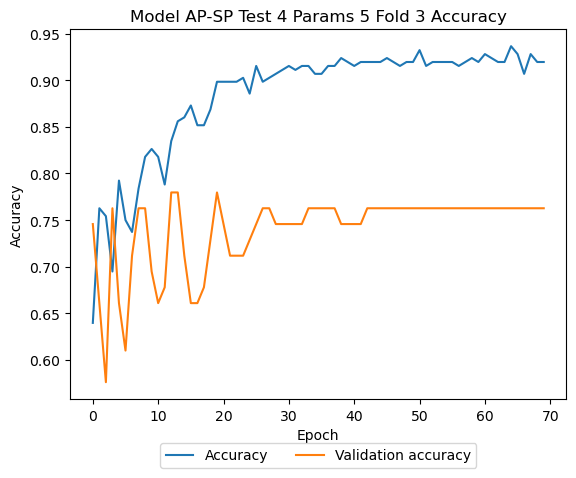 Model AP-SP Test 4 Params 5 Fold 3 Accuracy
0.95
0.90
0.85
0.80
0.75
0.70
0.65
0.60
Accuracy
0 10 20 30 40 50 60 70
Epoch
Accuracy Validation accuracy